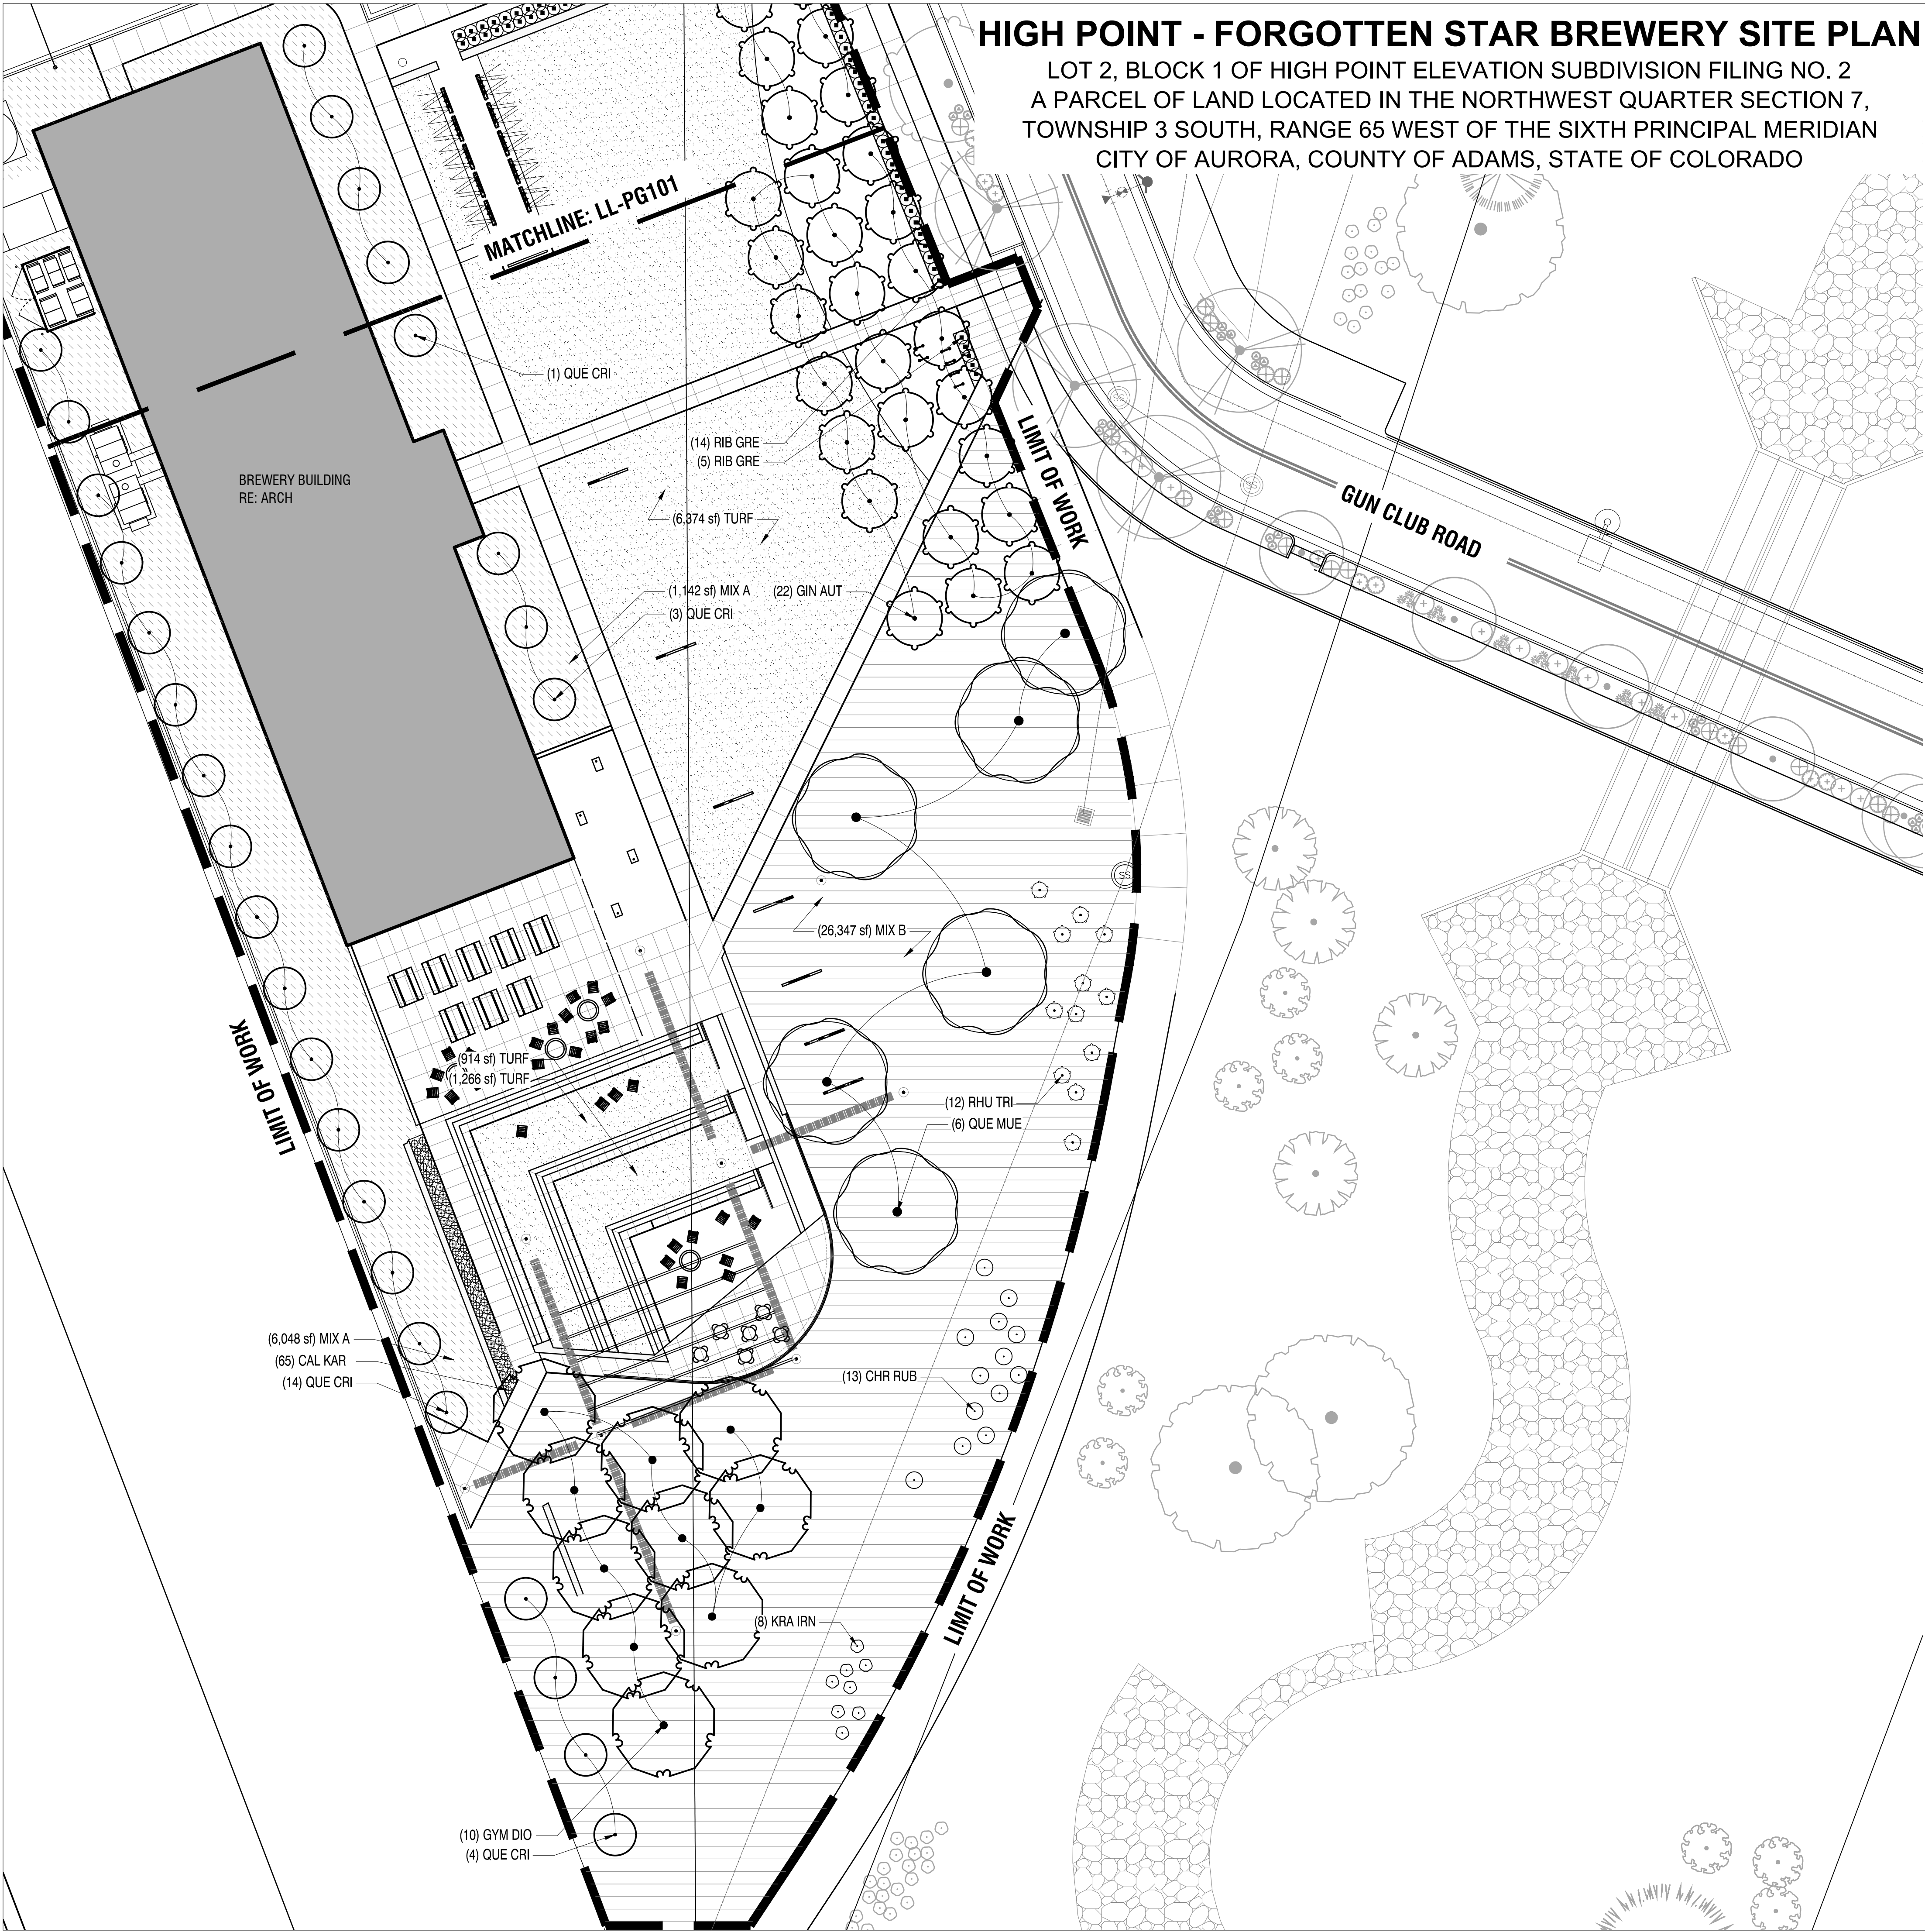 HIGH POINT - FORGOTTEN STAR BREWERY SITE PLAN
LOT 2, BLOCK 1 OF HIGH POINT ELEVATION SUBDIVISION FILING NO. 2
A PARCEL OF LAND LOCATED IN THE NORTHWEST QUARTER SECTION 7,
TOWNSHIP 3 SOUTH, RANGE 65 WEST OF THE SIXTH PRINCIPAL MERIDIAN
CITY OF AURORA, COUNTY OF ADAMS, STATE OF COLORADO
MATCHLINE: LL-PG101
(1) QUE CRI
(14) RIB GRE
(5) RIB GRE
LIMIT OF WORK
SS
SS
GUN CLUB ROAD
BREWERY BUILDING
RE: ARCH
(6,374 sf) TURF
(1,142 sf) MIX A
(22) GIN AUT
(3) QUE CRI
SS
(26,347 sf) MIX B
LIMIT OF WORK
(914 sf) TURF
(1,266 sf) TURF
(12) RHU TRI
(6) QUE MUE
(6,048 sf) MIX A
(65) CAL KAR
(14) QUE CRI
(13) CHR RUB
LIMIT OF WORK
(8) KRA IRN
(10) GYM DIO
(4) QUE CRI